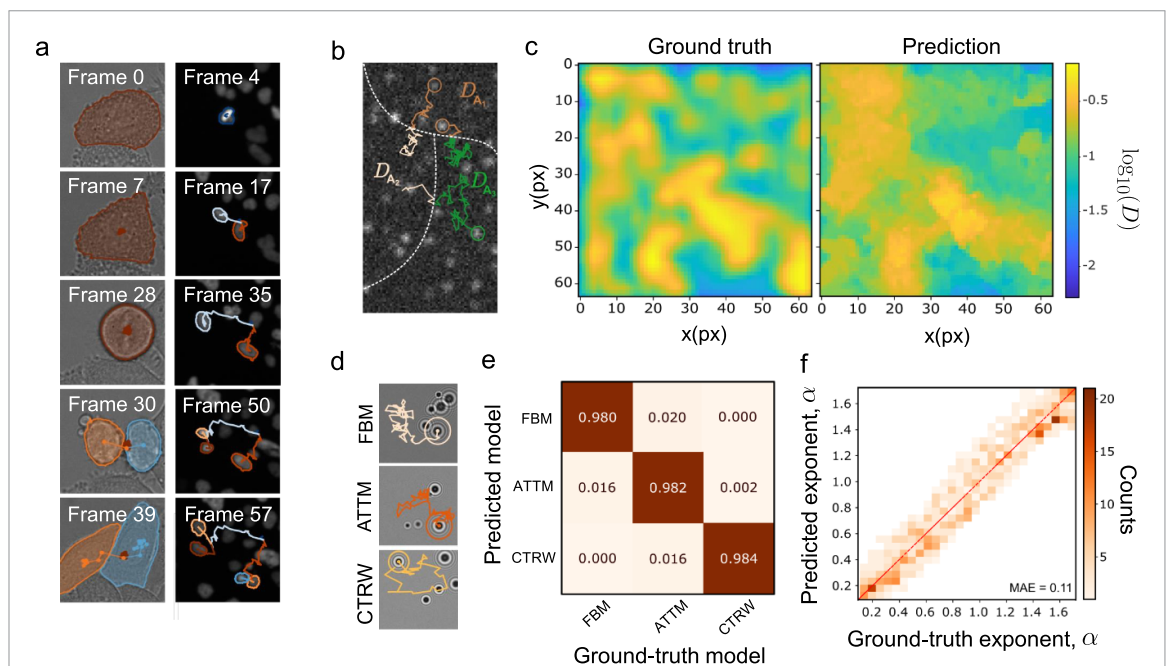 a
Frame 0
Frame 4
Frame 7
Frame 17
Frame 28
Frame 35
Frame 30
Frame 50
Frame 39
Frame 57
b
D_A₁
D_A₂
D_A₃
c
Ground truth
Prediction
0
10
20
30
40
50
60
y(px)
0 10 20 30 40 50 60
x(px)
0 10 20 30 40 50 60
x(px)
-0.5
-1
-1.5
-2
log₁₀(D)
d
FBM
ATTM
CTRW
e
Predicted model
FBM 0.980 0.020 0.000
ATTM 0.016 0.982 0.002
CTRW 0.000 0.016 0.984
FBM ATTM CTRW
Ground-truth model
f
Predicted exponent, α
1.6
1.4
1.2
1.0
0.8
0.6
0.4
0.2
MAE = 0.11
0.2 0.4 0.6 0.8 1.0 1.2 1.4 1.6
Ground-truth exponent, α
20
15
10
5
Counts